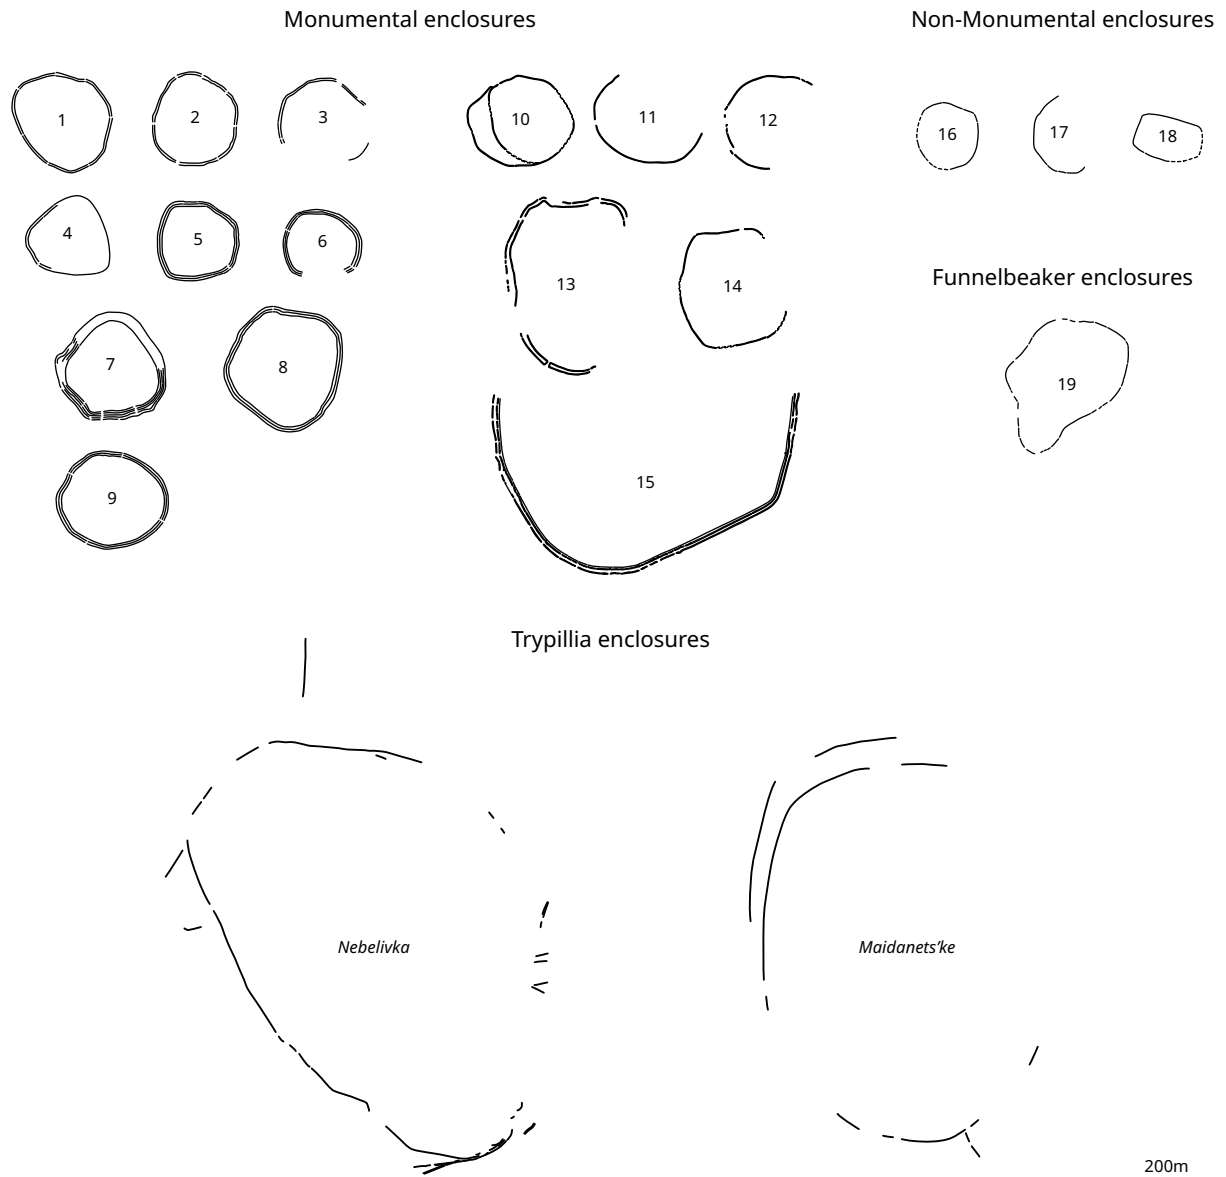 Monumental enclosures
Non-Monumental enclosures
1
2
3
10
11
12
16
17
18
4
5
6
13
14
Funnelbeaker enclosures
7
8
19
9
15
Trypillia enclosures
Nebelivka
Maidanets'ke
200m